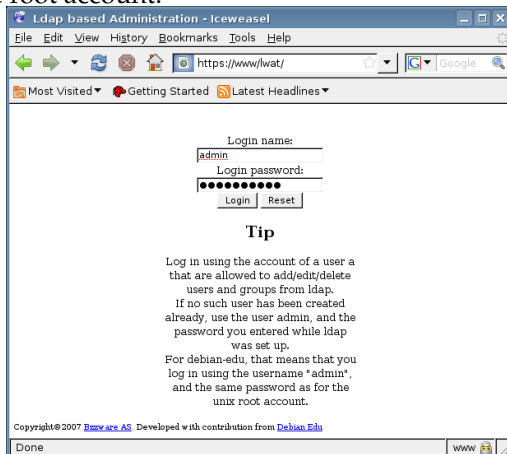 root account.
Ldap based Administration - Iceweasel
File Edit View History Bookmarks Tools Help
https://www/lwat/ G Google
Most Visited Getting Started Latest Headlines
Login name:
admin
Login password:
●●●●●●●●●●
Login Reset
Tip
Log in using the account of a user a
that are allowed to add/edit/delete
users and groups from ldap.
If no such user has been created
already, use the user admin, and the
password you entered while ldap
was set up.
For debian-edu, that means that you
log in using the username "admin",
and the same password as for the
unix root account.
Copyright© 2007 Bzzware AS. Developed with contribution from Debian Edu
Done www